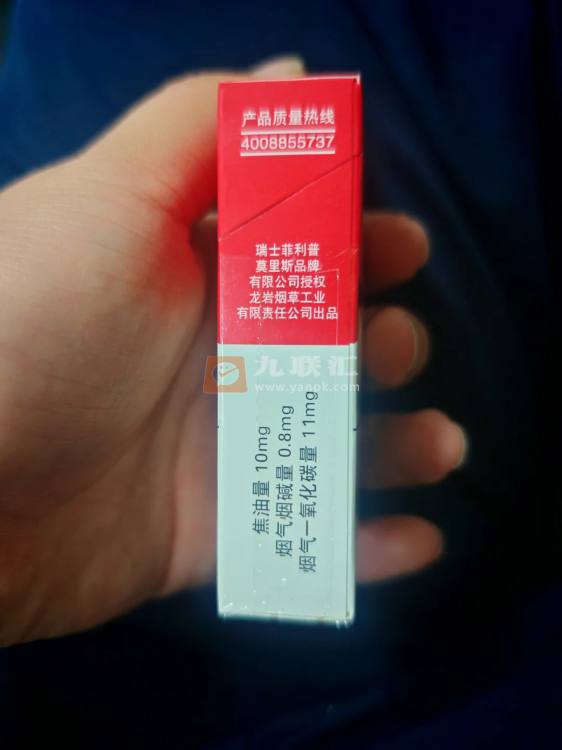 产品质量热线
4008855737
瑞士菲利普
莫里斯品牌
有限公司授权
龙岩烟草工业
有限责任公司出品
九联汇
www.yanpk.com
焦油量 10mg
烟气烟碱量 0.8mg
烟气一氧化碳量 11mg